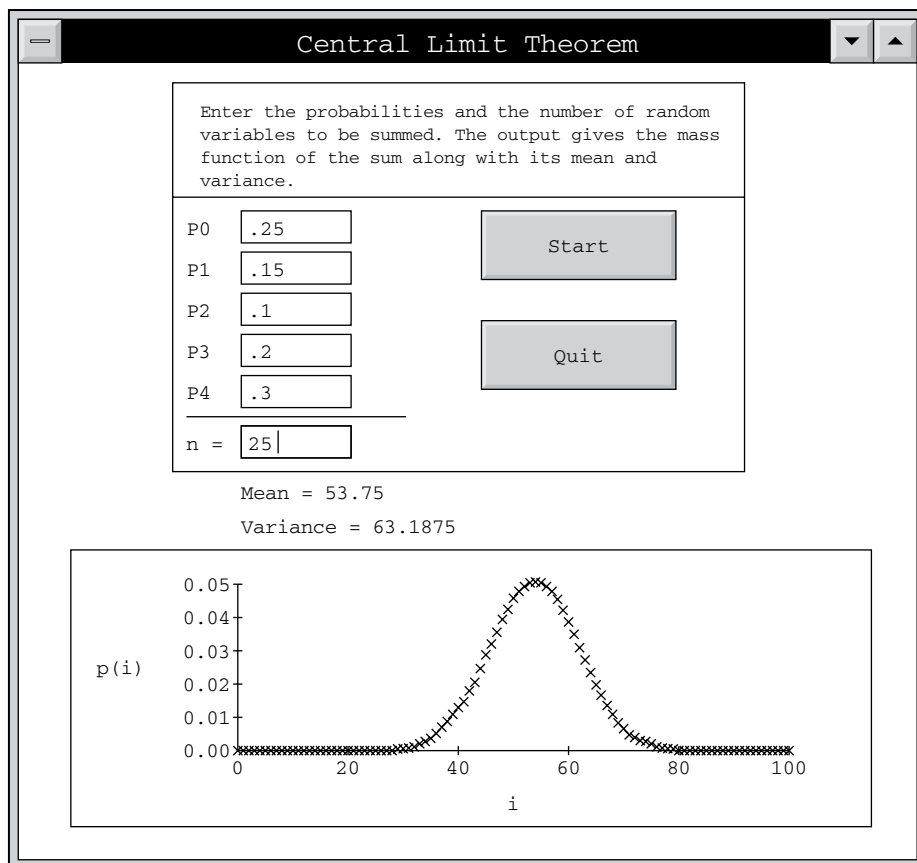 Central Limit Theorem
Enter the probabilities and the number of random
variables to be summed. The output gives the mass
function of the sum along with its mean and
variance.
P0 .25
Start
P1 .15
P2 .1
Quit
P3 .2
P4 .3
n = 25
Mean = 53.75
Variance = 63.1875
0.05
0.04
0.03
p(i)
0.02
0.01
0.00
0 20 40 60 80 100
i